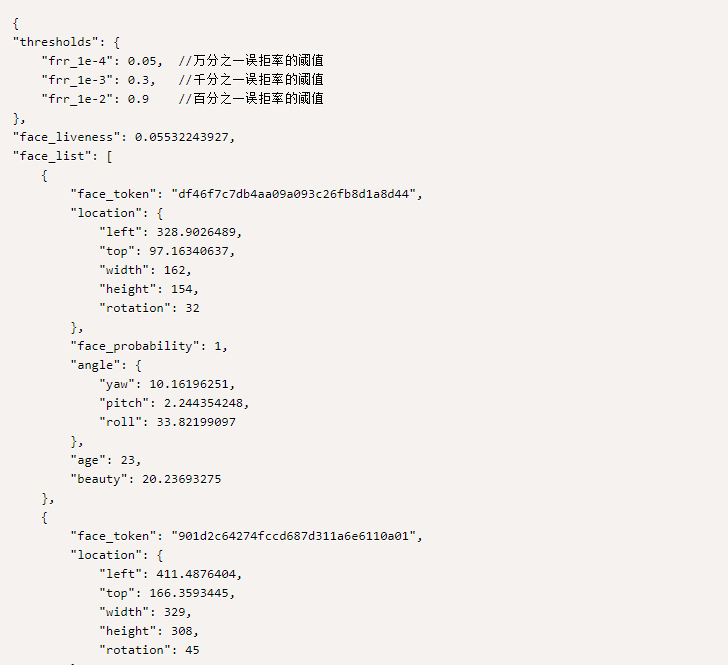 {
"thresholds": {
    "frr_1e-4": 0.05,  //万分之一误拒率的阈值
    "frr_1e-3": 0.3,   //千分之一误拒率的阈值
    "frr_1e-2": 0.9    //百分之一误拒率的阈值
},
"face_liveness": 0.05532243927,
"face_list": [
    {
        "face_token": "df46f7c7db4aa09a093c26fb8d1a8d44",
        "location": {
            "left": 328.9026489,
            "top": 97.16340637,
            "width": 162,
            "height": 154,
            "rotation": 32
        },
        "face_probability": 1,
        "angle": {
            "yaw": 10.16196251,
            "pitch": 2.244354248,
            "roll": 33.82199097
        },
        "age": 23,
        "beauty": 20.23693275
    },
    {
        "face_token": "901d2c64274fccd687d311a6e6110a01",
        "location": {
            "left": 411.4876404,
            "top": 166.3593445,
            "width": 329,
            "height": 308,
            "rotation": 45